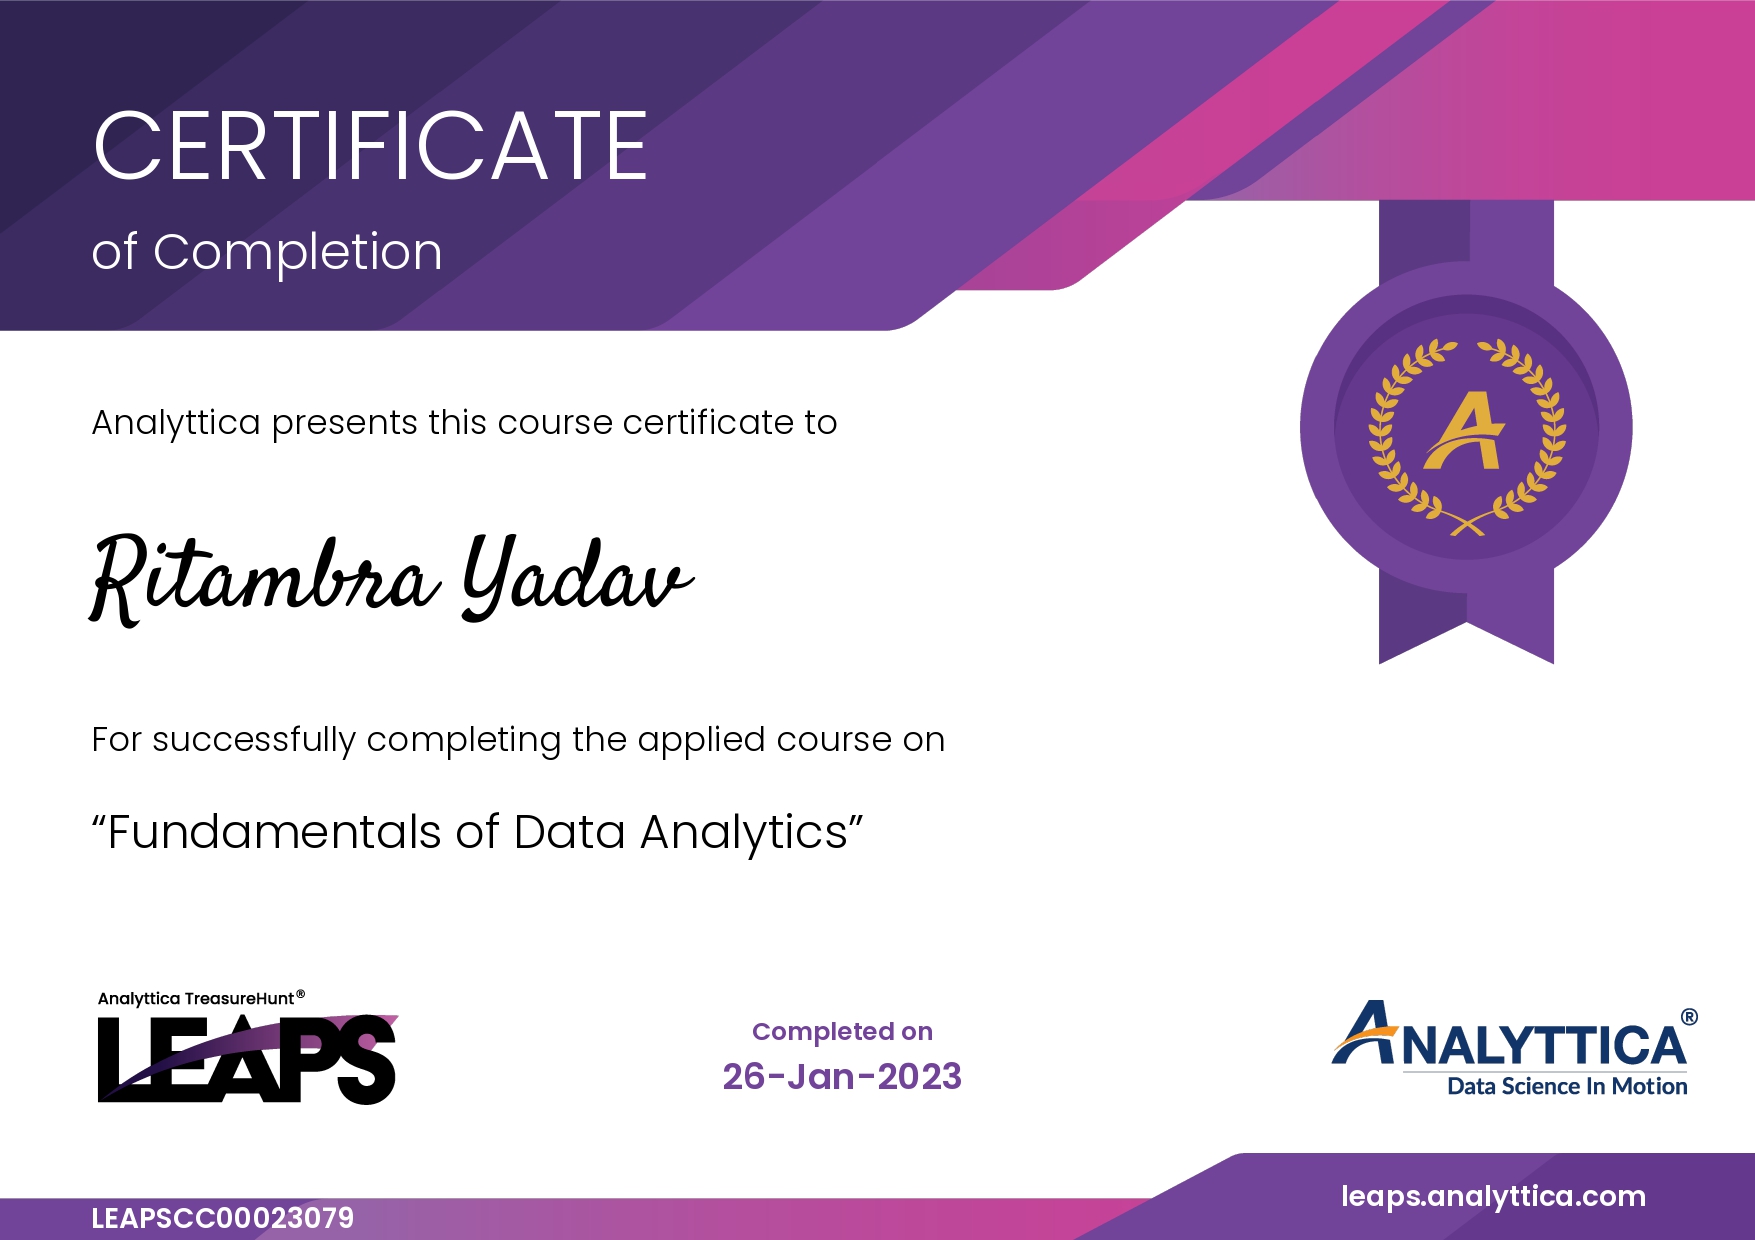 CERTIFICATE
of Completion
Analyttica presents this course certificate to
Ritambra Yadav
For successfully completing the applied course on
“Fundamentals of Data Analytics”
Analyttica TreasureHunt®
LEAPS
Completed on
26-Jan-2023
ANALYTTICA®
Data Science In Motion
leaps.analyttica.com
LEAPSCC00023079